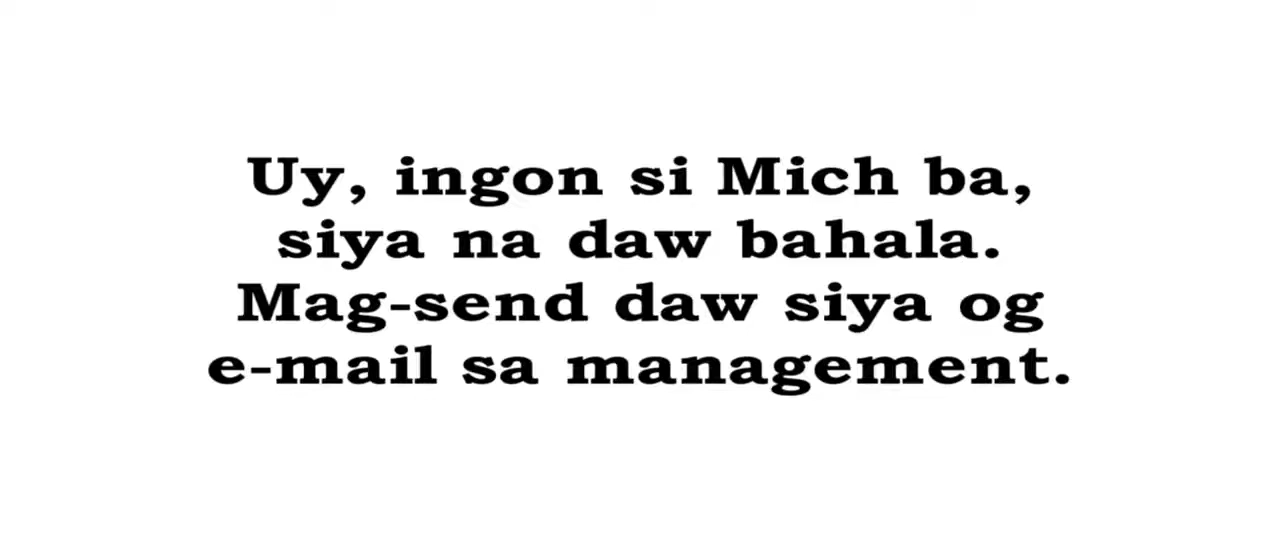 Uy, ingon si Mich ba,
siya na daw bahala.
Mag-send daw siya og
e-mail sa management.